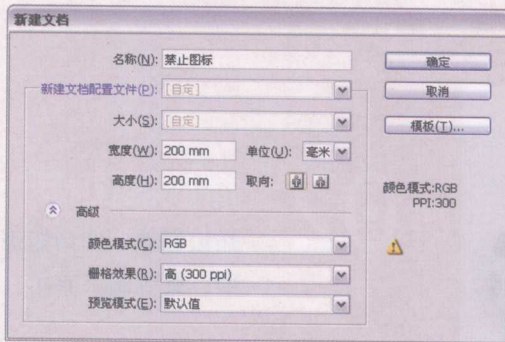 新建文档
名称(N): 禁止图标
确定
新建文档配置文件(P): [自定]
取消
大小(S): [自定]
模板(T)...
宽度(W): 200 mm 单位(U): 毫米
高度(H): 200 mm 取向:
颜色模式:RGB
PPI:300
高级
颜色模式(C): RGB
栅格效果(R): 高 (300 ppi)
预览模式(E): 默认值